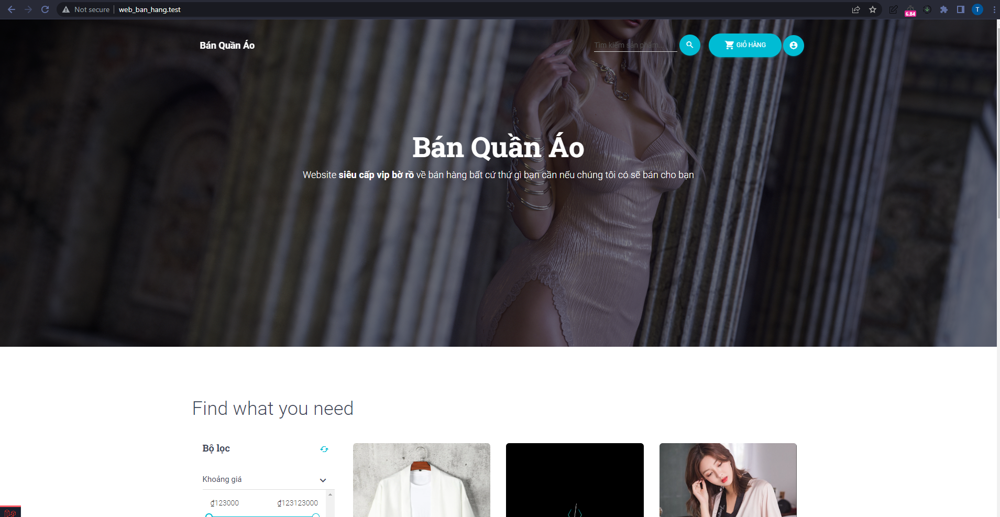 Not secure
web_ban_hang.test
6.84
T
Bán Quần Áo
Tìm kiếm sản phẩm...
GIỎ HÀNG
Bán Quần Áo
Website siêu cấp vip bờ rồ về bán hàng bất cứ thứ gì bạn cần nếu chúng tôi có sẽ bán cho bạn
Find what you need
Bộ lọc
Khoảng giá
₫123000
₫123123000